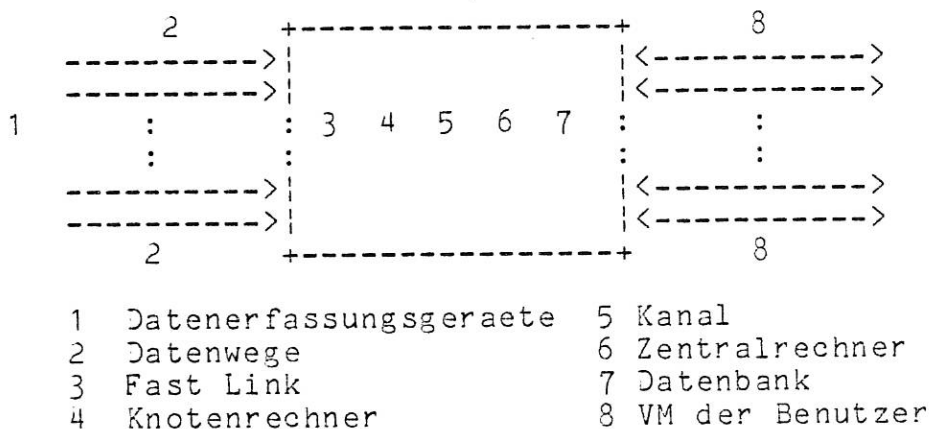 2 +-----------------+ 8
----------->| |<----------->
----------->| |<----------->
1 : : 3 4 5 6 7 : :
: : : :
----------->| |<----------->
----------->| |<----------->
2 +-----------------+ 8
1 Datenerfassungsgeraete 5 Kanal
2 Datenwege 6 Zentralrechner
3 Fast Link 7 Datenbank
4 Knotenrechner 8 VM der Benutzer